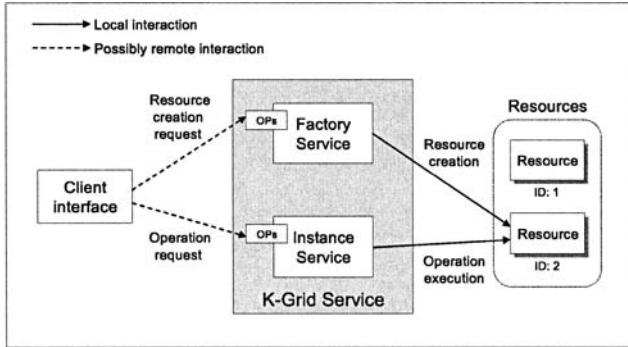 Local interaction
Possibly remote interaction
Resource
creation
request
OPs
Factory
Service
Resources
Resource
creation
Resource
ID: 1
Client
interface
Operation
request
OPs
Instance
Service
Operation
execution
Resource
ID: 2
K-Grid Service